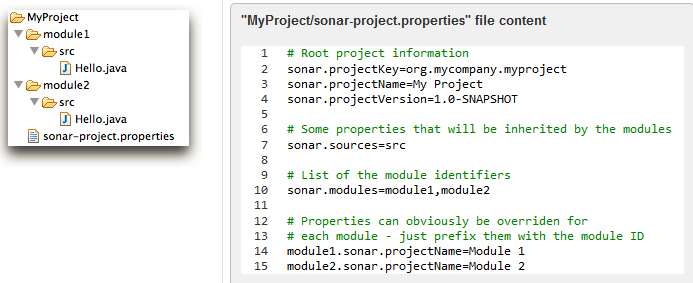 MyProject
module1
src
Hello.java
module2
src
Hello.java
sonar-project.properties
"MyProject/sonar-project.properties" file content
1 # Root project information
2 sonar.projectKey=org.mycompany.myproject
3 sonar.projectName=My Project
4 sonar.projectVersion=1.0-SNAPSHOT
5
6 # Some properties that will be inherited by the modules
7 sonar.sources=src
8
9 # List of the module identifiers
10 sonar.modules=module1,module2
11
12 # Properties can obviously be overriden for
13 # each module - just prefix them with the module ID
14 module1.sonar.projectName=Module 1
15 module2.sonar.projectName=Module 2